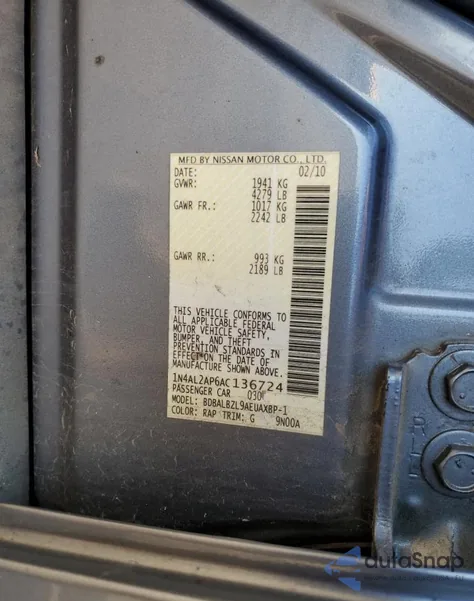 MFD BY NISSAN MOTOR CO., LTD.
DATE: 02/10
GVWR: 1941 KG
4279 LB
GAWR FR.: 1017 KG
2242 LB
GAWR RR.: 993 KG
2189 LB
THIS VEHICLE CONFORMS TO
ALL APPLICABLE FEDERAL
MOTOR VEHICLE SAFETY,
BUMPER, AND THEFT
PREVENTION STANDARDS IN
EFFECT ON THE DATE OF
MANUFACTURE SHOWN ABOVE.
1N4AL2AP6AC136724
PASSENGER CAR 030
MODEL: BDBALBZL9AEUAXBP-1
COLOR: RAP TRIM: G 9N00A
autoSnap